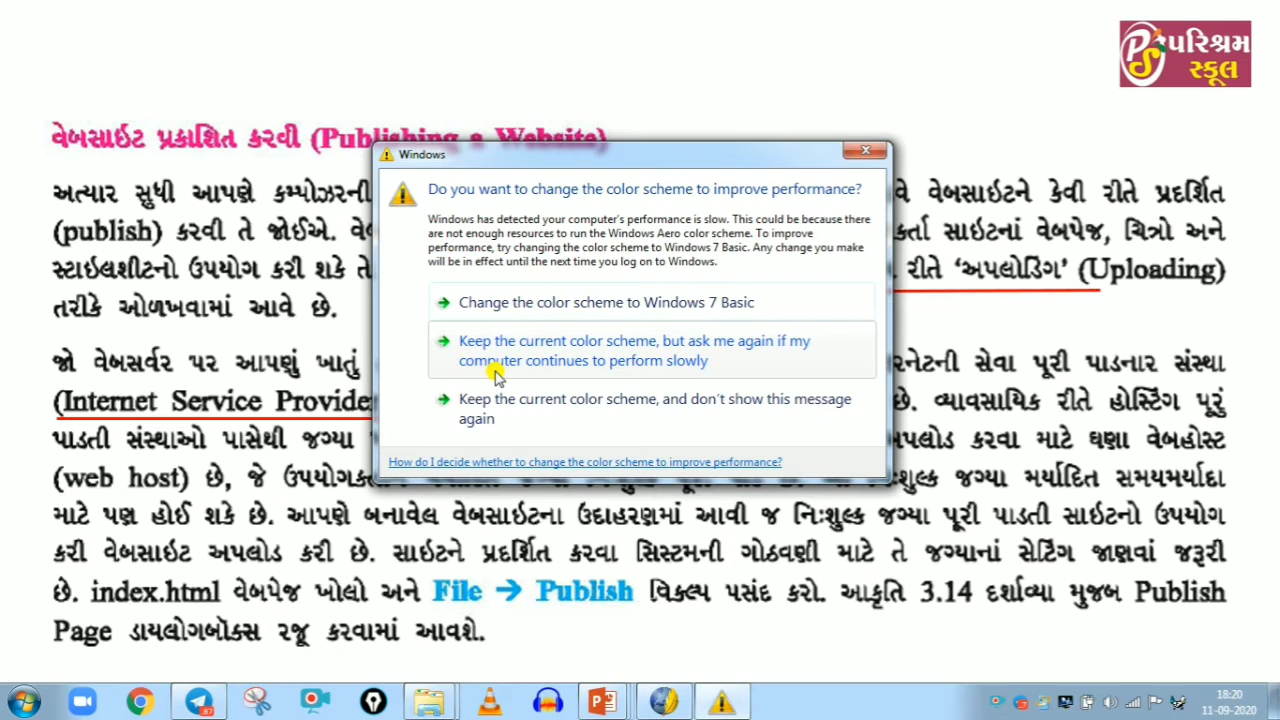 પરિશ્રમ
સ્કૂલ
વેબસાઇટ પ્રકાશિત કરવી (Publishing a Website)
અત્યાર સુધી આપણે કમ્પોઝરની
વે વેબસાઇટને કેવી રીતે પ્રદર્શિત
(publish) કરવી તે જોઈએ. વે
ર્તા સાઇટનાં વેબપેજ, ચિત્રો અને
સ્ટાઇલશીટનો ઉપયોગ કરી શકે તે
રીતે ‘અપલોડિંગ’ (Uploading)
તરીકે ઓળખવામાં આવે છે.
જો વેબસર્વર પર આપણું ખાતું
રનેટની સેવા પૂરી પાડનાર સંસ્થા
(Internet Service Provide
છે. વ્યાવસાયિક રીતે હોસ્ટિંગ પૂરું
પાડતી સંસ્થાઓ પાસેથી જગ્યા
અપલોડ કરવા માટે ઘણા વેબહોસ્ટ
(web host) છે, જે
શુલ્ક જગ્યા મર્યાદિત સમયમર્યાદા
માટે પણ હોઈ શકે છે. આપણે બનાવેલ વેબસાઇટના ઉદાહરણમાં આવી જ નિઃશુલ્ક જગ્યા પૂરી પાડતી સાઇટનો ઉપયોગ
કરી વેબસાઇટ અપલોડ કરી છે. સાઇટને પ્રદર્શિત કરવા સિસ્ટમની ગોઠવણી માટે તે જગ્યાનાં સેટિંગ જાણવાં જરૂરી
છે. index.html વેબપેજ ખોલો અને File → Publish વિકલ્પ પસંદ કરો. આકૃતિ 3.14 દર્શાવ્યા મુજબ Publish
Page ડાયલોગબૉક્સ રજૂ કરવામાં આવશે.
Windows
Do you want to change the color scheme to improve performance?
Windows has detected your computer's performance is slow. This could be because there
are not enough resources to run the Windows Aero color scheme. To improve
performance, try changing the color scheme to Windows 7 Basic. Any change you make
will be in effect until the next time you log on to Windows.
Change the color scheme to Windows 7 Basic
Keep the current color scheme, but ask me again if my
computer continues to perform slowly
Keep the current color scheme, and don't show this message
again
How do I decide whether to change the color scheme to improve performance?
87
18:20
11-09-2020